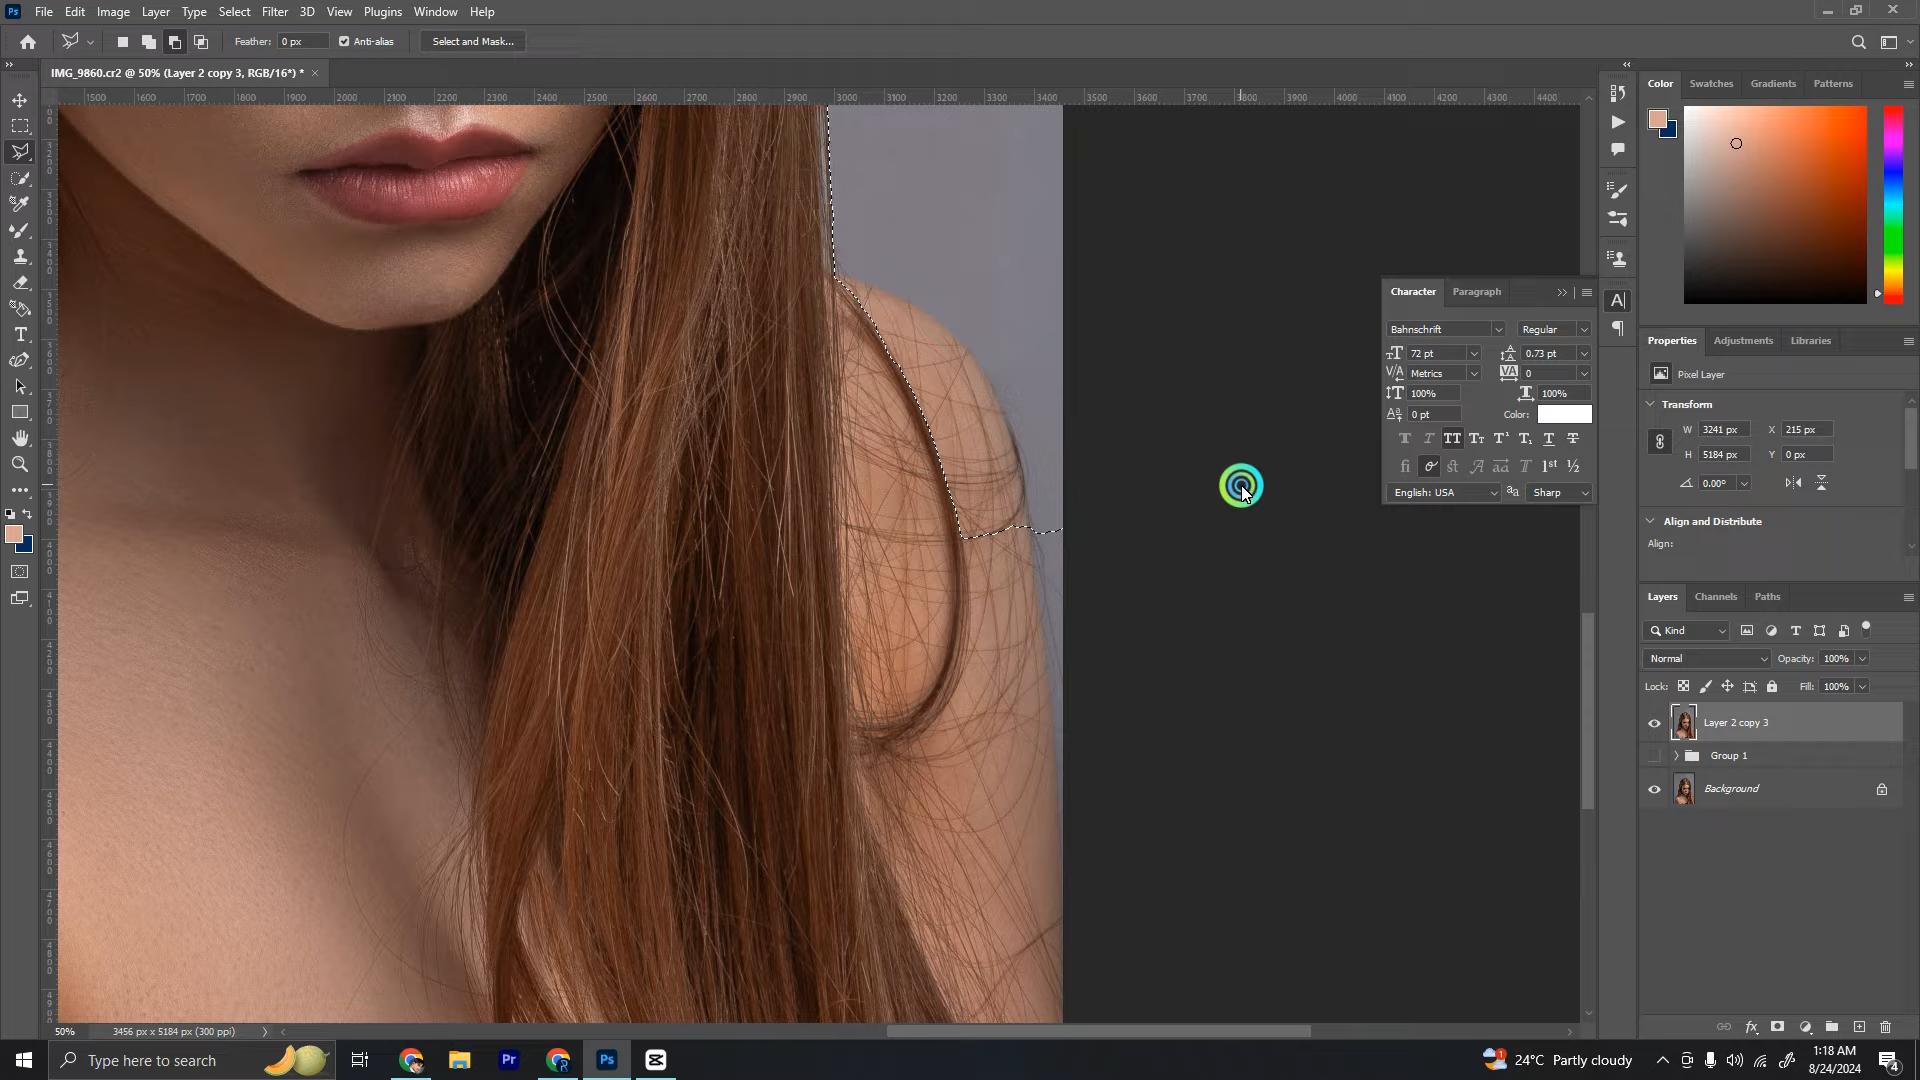 Ps File Edit Image Layer Type Select Filter 3D View Plugins Window Help
Feather: 0 px Anti-alias Select and Mask...
IMG_9860.cr2 @ 50% (Layer 2 copy 3, RGB/16*) * ×
1500 1600 1700 1800 1900 2000 2100 2200 2300 2400 2500 2600 2700 2800 2900 3000 3100 3200 3300 3400 3500 3600 3700 3800 3900 4000 4100 4200 4300 4400
Color Swatches Gradients Patterns
Character Paragraph
Bahnschrift Regular
72 pt 0.73 pt
Metrics 0
100% 100%
0 pt Color:
English: USA Sharp
Properties Adjustments Libraries
Pixel Layer
Transform
W 3241 px X 215 px
H 5184 px Y 0 px
0.00°
Align and Distribute
Align:
Layers Channels Paths
Kind
Normal Opacity: 100%
Lock: Fill: 100%
Layer 2 copy 3
Group 1
Background
50% 3456 px x 5184 px (300 ppi)
Type here to search
Pr
Ps
24°C Partly cloudy
1:18 AM
8/24/2024
4